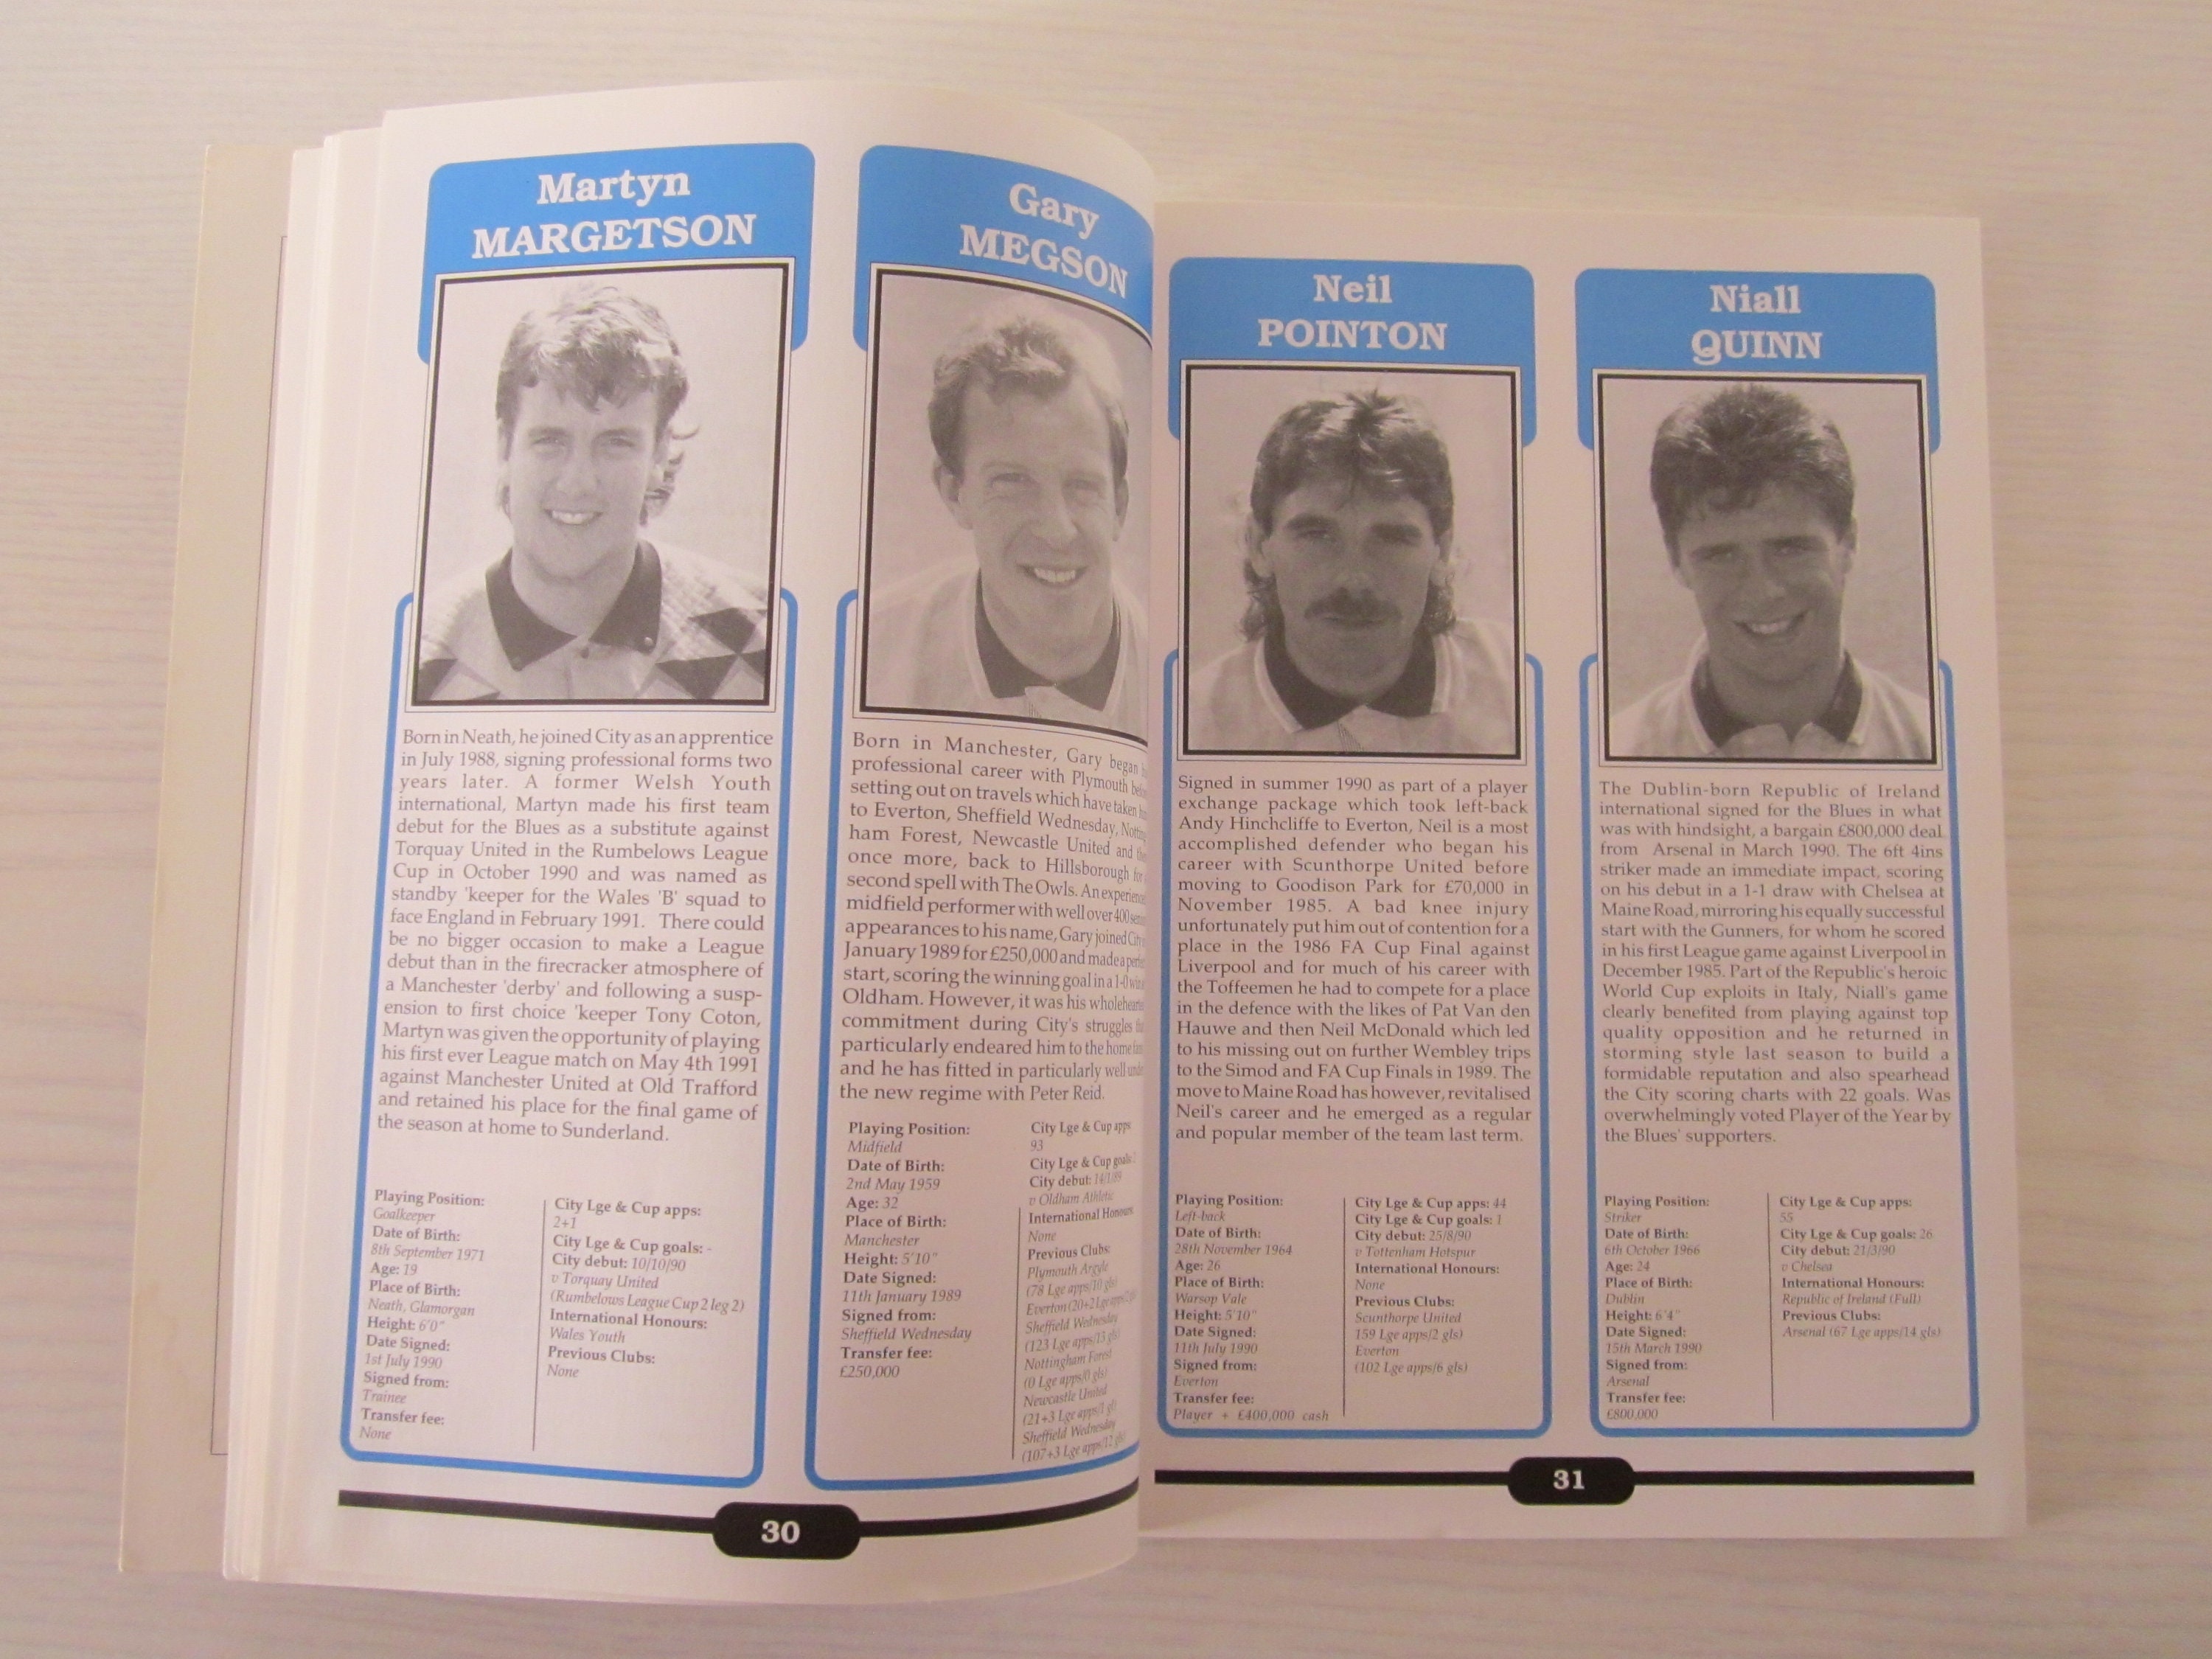 Martyn
MARGETSON
Born in Neath, he joined City as an apprentice
in July 1988, signing professional forms two
years later. A former Welsh Youth
international, Martyn made his first team
debut for the Blues as a substitute against
Torquay United in the Rumbelows League
Cup in October 1990 and was named as
standby 'keeper for the Wales 'B' squad to
face England in February 1991. There could
be no bigger occasion to make a League
debut than in the firecracker atmosphere of
a Manchester 'derby' and following a susp-
ension to first choice 'keeper Tony Coton,
Martyn was given the opportunity of playing
his first ever League match on May 4th 1991
against Manchester United at Old Trafford
and retained his place for the final game of
the season at home to Sunderland.
Playing Position:
Goalkeeper
Date of Birth:
8th September 1971
Age: 19
Place of Birth:
Neath, Glamorgan
Height: 6'0"
Date Signed:
1st July 1990
Signed from:
Trainee
Transfer fee:
None
City Lge & Cup apps:
2+1
City Lge & Cup goals: -
City debut: 10/10/90
v Torquay United
(Rumbelows League Cup 2 leg 2)
International Honours:
Wales Youth
Previous Clubs:
None
Gary
MEGSON
Born in Manchester, Gary began
professional career with Plymouth
setting out on travels which have taken
to Everton, Sheffield Wednesday, Notting
ham Forest, Newcastle United and
once more, back to Hillsborough for
second spell with The Owls. An experienced
midfield performer with well over 400
appearances to his name, Gary joined City
January 1989 for £250,000 and made a
start, scoring the winning goal in a 1-0
Oldham. However, it was his wholehearted
commitment during City's struggles
particularly endeared him to the home
and he has fitted in particularly well
the new regime with Peter Reid.
Playing Position:
Midfield
Date of Birth:
2nd May 1959
Age: 32
Place of Birth:
Manchester
Height: 5'10"
Date Signed:
11th January 1989
Signed from:
Sheffield Wednesday
Transfer fee:
£250,000
City Lge & Cup apps
93
City Lge & Cup goals:
City debut: 14/1/89
v Oldham Athletic
International Honours
None
Previous Clubs:
Plymouth Argyle
(78 Lge apps/10 gls)
Everton (20+2 Lge apps/
Sheffield Wednesday
(123 Lge apps/13 gls)
Nottingham Forest
(0 Lge apps/0 gls)
Newcastle United
(21+3 Lge apps/1 gl)
Sheffield Wednesday
(107+3 Lge apps/12 gls)
30
Neil
POINTON
Signed in summer 1990 as part of a player
exchange package which took left-back
Andy Hinchcliffe to Everton, Neil is a most
accomplished defender who began his
career with Scunthorpe United before
moving to Goodison Park for £70,000 in
November 1985. A bad knee injury
unfortunately put him out of contention for a
place in the 1986 FA Cup Final against
Liverpool and for much of his career with
the Toffeemen he had to compete for a place
in the defence with the likes of Pat Van den
Hauwe and then Neil McDonald which led
to his missing out on further Wembley trips
to the Simod and FA Cup Finals in 1989. The
move to Maine Road has however, revitalised
Neil's career and he emerged as a regular
and popular member of the team last term.
Playing Position:
Left-back
Date of Birth:
28th November 1964
Age: 26
Place of Birth:
Warsop Vale
Height: 5'10"
Date Signed:
11th July 1990
Signed from:
Everton
Transfer fee:
Player + £400,000 cash
City Lge & Cup apps: 44
City Lge & Cup goals: 1
City debut: 25/8/90
v Tottenham Hotspur
International Honours:
None
Previous Clubs:
Scunthorpe United
159 Lge apps/2 gls)
Everton
(102 Lge apps/6 gls)
Niall
QUINN
The Dublin-born Republic of Ireland
international signed for the Blues in what
was with hindsight, a bargain £800,000 deal
from Arsenal in March 1990. The 6ft 4ins
striker made an immediate impact, scoring
on his debut in a 1-1 draw with Chelsea at
Maine Road, mirroring his equally successful
start with the Gunners, for whom he scored
in his first League game against Liverpool in
December 1985. Part of the Republic's heroic
World Cup exploits in Italy, Niall's game
clearly benefited from playing against top
quality opposition and he returned in
storming style last season to build a
formidable reputation and also spearhead
the City scoring charts with 22 goals. Was
overwhelmingly voted Player of the Year by
the Blues' supporters.
Playing Position:
Striker
Date of Birth:
6th October 1966
Age: 24
Place of Birth:
Dublin
Height: 6'4"
Date Signed:
15th March 1990
Signed from:
Arsenal
Transfer fee:
£800,000
City Lge & Cup apps:
55
City Lge & Cup goals: 26
City debut: 21/3/90
v Chelsea
International Honours:
Republic of Ireland (Full)
Previous Clubs:
Arsenal (67 Lge apps/14 gls)
31